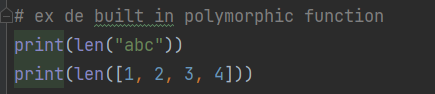 # ex de built in polymorphic function
print(len("abc"))
print(len([1, 2, 3, 4]))